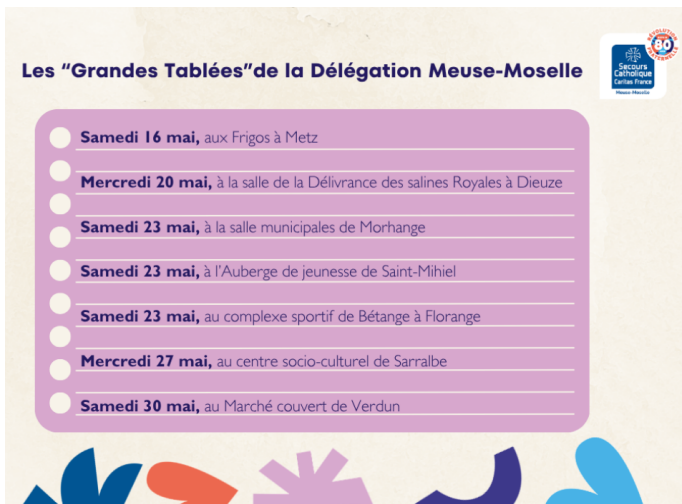 Les “Grandes Tablées”de la Délégation Meuse-Moselle
RÉVOLUTION
80
FRATERNELLE
Secours
Catholique
Caritas France
Meuse-Moselle
Samedi 16 mai, aux Frigos à Metz
Mercredi 20 mai, à la salle de la Délivrance des salines Royales à Dieuze
Samedi 23 mai, à la salle municipales de Morhange
Samedi 23 mai, à l’Auberge de jeunesse de Saint-Mihiel
Samedi 23 mai, au complexe sportif de Bétange à Florange
Mercredi 27 mai, au centre socio-culturel de Sarralbe
Samedi 30 mai, au Marché couvert de Verdun